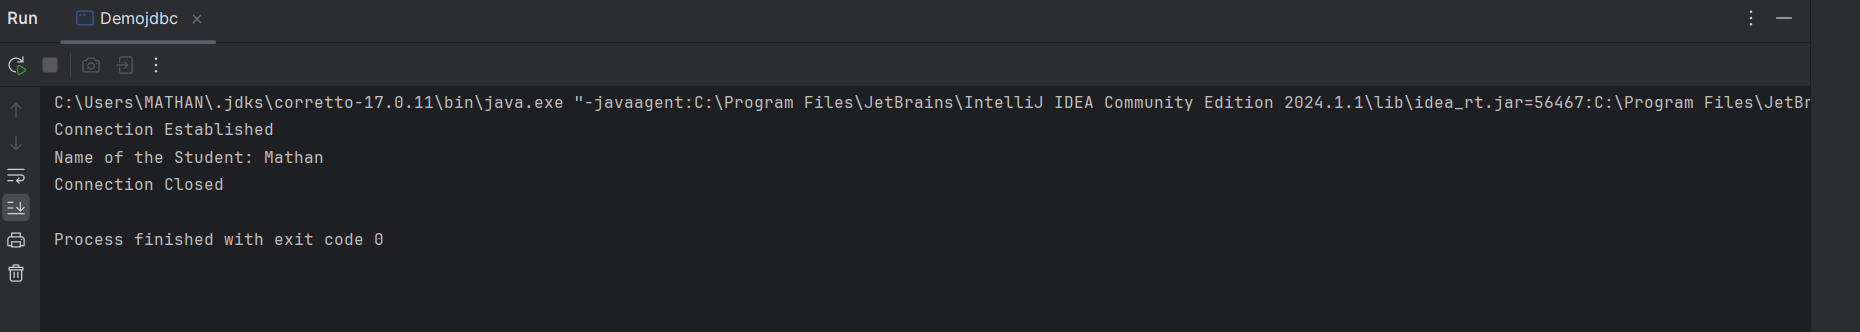 Run Demojdbc
C:\Users\MATHAN\.jdks\corretto-17.0.11\bin\java.exe "-javaagent:C:\Program Files\JetBrains\IntelliJ IDEA Community Edition 2024.1.1\lib\idea_rt.jar=56467:C:\Program Files\JetBr
Connection Established
Name of the Student: Mathan
Connection Closed
Process finished with exit code 0